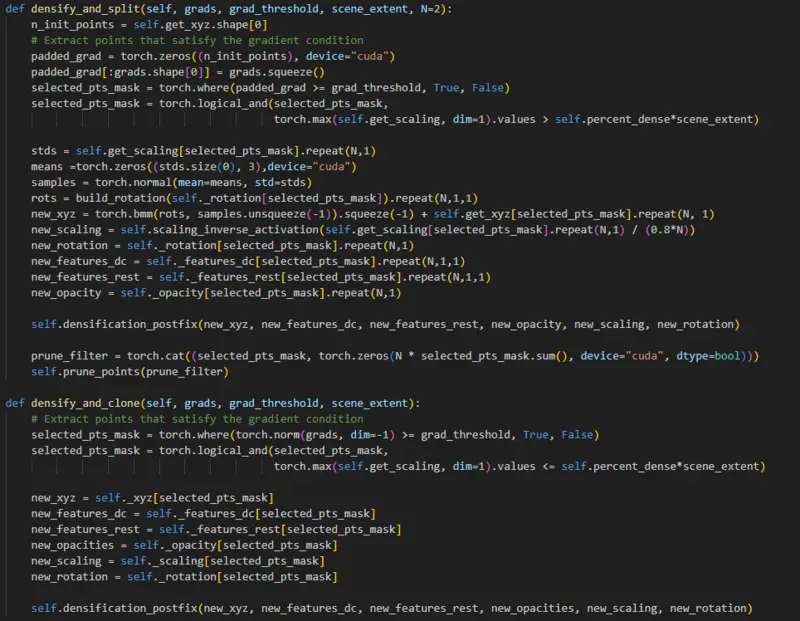 def densify_and_split(self, grads, grad_threshold, scene_extent, N=2):
    n_init_points = self.get_xyz.shape[0]
    # Extract points that satisfy the gradient condition
    padded_grad = torch.zeros((n_init_points), device="cuda")
    padded_grad[:grads.shape[0]] = grads.squeeze()
    selected_pts_mask = torch.where(padded_grad >= grad_threshold, True, False)
    selected_pts_mask = torch.logical_and(selected_pts_mask,
                                          torch.max(self.get_scaling, dim=1).values > self.percent_dense*scene_extent)
    stds = self.get_scaling[selected_pts_mask].repeat(N,1)
    means =torch.zeros((stds.size(0), 3),device="cuda")
    samples = torch.normal(mean=means, std=stds)
    rots = build_rotation(self._rotation[selected_pts_mask]).repeat(N,1,1)
    new_xyz = torch.bmm(rots, samples.unsqueeze(-1)).squeeze(-1) + self.get_xyz[selected_pts_mask].repeat(N, 1)
    new_scaling = self.scaling_inverse_activation(self.get_scaling[selected_pts_mask].repeat(N,1) / (0.8*N))
    new_rotation = self._rotation[selected_pts_mask].repeat(N,1)
    new_features_dc = self._features_dc[selected_pts_mask].repeat(N,1,1)
    new_features_rest = self._features_rest[selected_pts_mask].repeat(N,1,1)
    new_opacity = self._opacity[selected_pts_mask].repeat(N,1)
    self.densification_postfix(new_xyz, new_features_dc, new_features_rest, new_opacity, new_scaling, new_rotation)
    prune_filter = torch.cat((selected_pts_mask, torch.zeros(N * selected_pts_mask.sum(), device="cuda", dtype=bool)))
    self.prune_points(prune_filter)
def densify_and_clone(self, grads, grad_threshold, scene_extent):
    # Extract points that satisfy the gradient condition
    selected_pts_mask = torch.where(torch.norm(grads, dim=-1) >= grad_threshold, True, False)
    selected_pts_mask = torch.logical_and(selected_pts_mask,
                                          torch.max(self.get_scaling, dim=1).values <= self.percent_dense*scene_extent)
    new_xyz = self._xyz[selected_pts_mask]
    new_features_dc = self._features_dc[selected_pts_mask]
    new_features_rest = self._features_rest[selected_pts_mask]
    new_opacities = self._opacity[selected_pts_mask]
    new_scaling = self._scaling[selected_pts_mask]
    new_rotation = self._rotation[selected_pts_mask]
    self.densification_postfix(new_xyz, new_features_dc, new_features_rest, new_opacities, new_scaling, new_rotation)